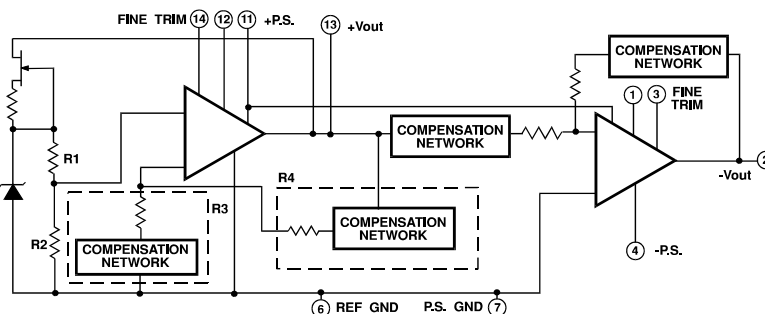 FINE TRIM 14 12 11 +P.S. 13 +Vout
COMPENSATION
NETWORK
1 3 FINE
TRIM
R1
COMPENSATION
NETWORK
2
-Vout
R4
R3
R2
COMPENSATION
NETWORK
COMPENSATION
NETWORK
4 -P.S.
6 REF GND P.S. GND 7